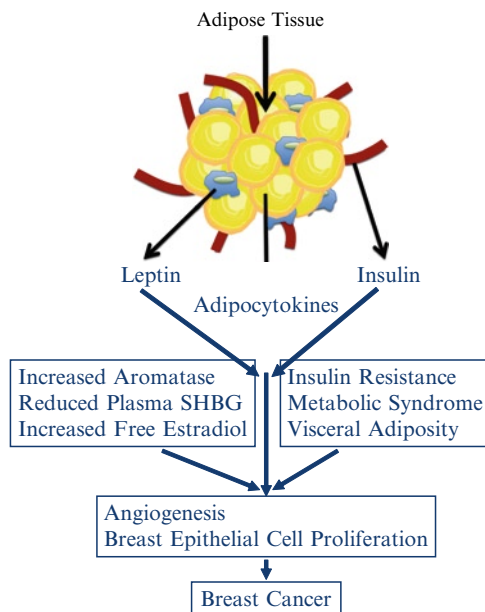 Adipose Tissue
Leptin
Insulin
Adipocytokines
Increased Aromatase
Reduced Plasma SHBG
Increased Free Estradiol
Insulin Resistance
Metabolic Syndrome
Visceral Adiposity
Angiogenesis
Breast Epithelial Cell Proliferation
Breast Cancer